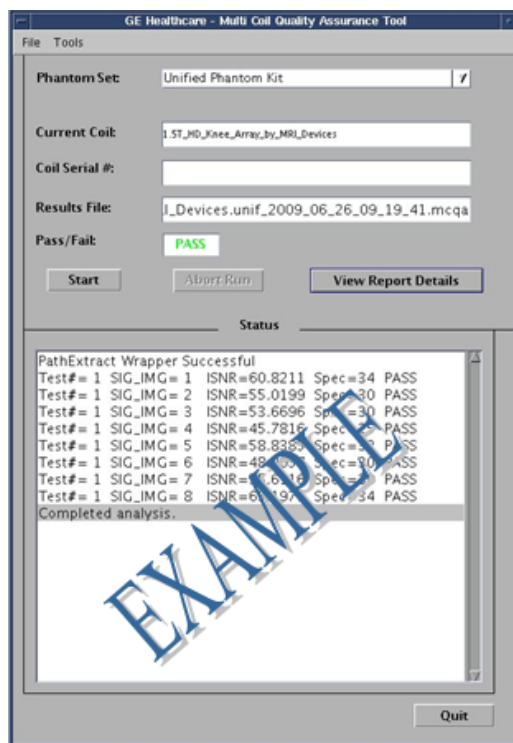 GE Healthcare - Multi Coil Quality Assurance Tool
File Tools
Phantom Set: Unified Phantom Kit
Current Coil: 1.5T_HD_Knee_Array_by_MRI_Devices
Coil Serial #:
Results File: I_Devices.unif_2009_06_26_09_19_41.mcqa
Pass/Fail: PASS
Start Abort Run View Report Details
Status
PathExtract Wrapper Successful
Test#= 1 SIG_IMG= 1 ISNR=60.8211 Spec=34 PASS
Test#= 1 SIG_IMG= 2 ISNR=55.0199 Spec=30 PASS
Test#= 1 SIG_IMG= 3 ISNR=53.6696 Spec=30 PASS
Test#= 1 SIG_IMG= 4 ISNR=45.7816 PASS
Test#= 1 SIG_IMG= 5 PASS
Test#= 1 SIG_IMG= 6 PASS
Test#= 1 SIG_IMG= 7 PASS
Test#= 1 SIG_IMG= 8 Spec=34 PASS
Completed analysis.
EXAMPLE
Quit